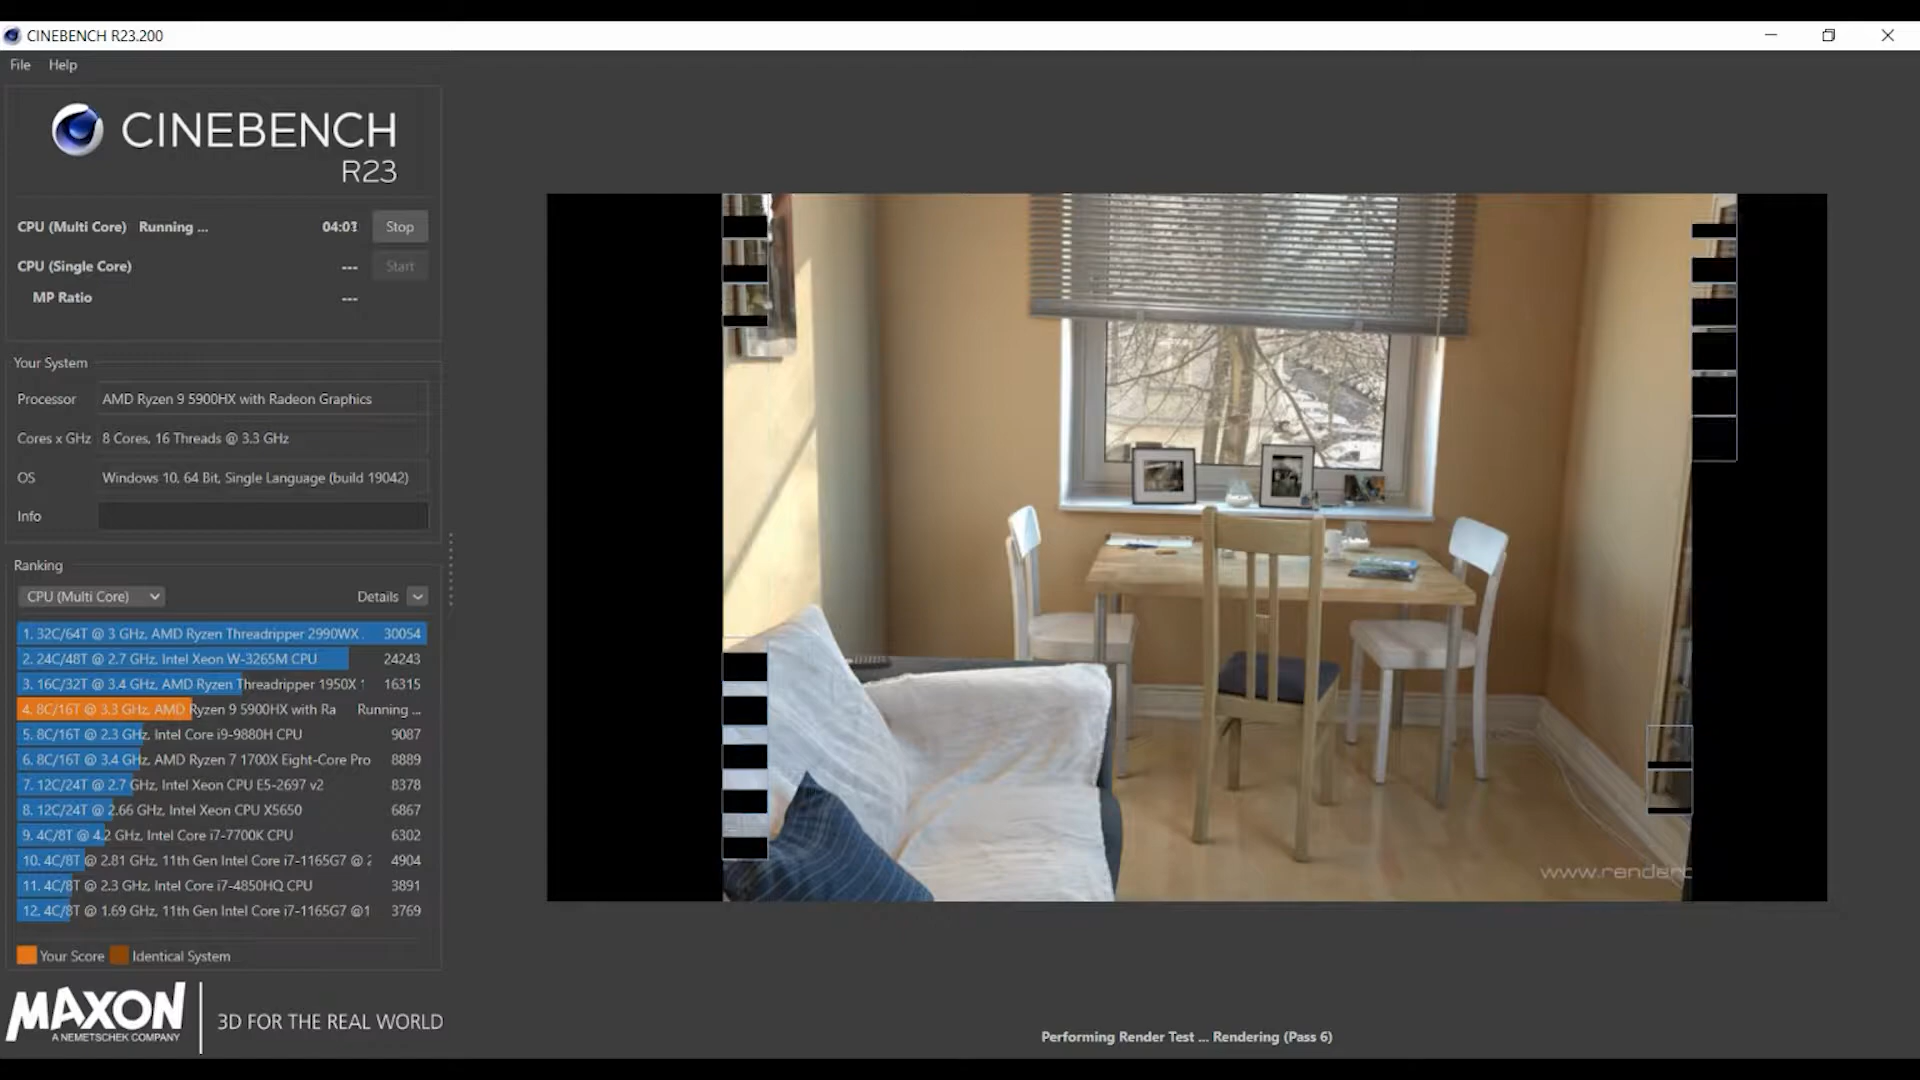 CINEBENCH R23.200
File Help
CINEBENCH
R23
CPU (Multi Core) Running ... Stop
CPU (Single Core) --- Start
MP Ratio ---
Your System
Processor AMD Ryzen 9 5900HX with Radeon Graphics
Cores x GHz 8 Cores, 16 Threads @ 3.3 GHz
OS Windows 10, 64 Bit, Single Language (build 19042)
Info
Ranking
CPU (Multi Core) Details
1. 32C/64T @ 3 GHz, AMD Ryzen Threadripper 2990WX 30054
2. 24C/48T @ 2.7 GHz, Intel Xeon W-3265M CPU 24243
3. 16C/32T @ 3.4 GHz, AMD Ryzen Threadripper 1950X 16315
4. 8C/16T @ 3.3 GHz, AMD Ryzen 9 5900HX with Ra Running ...
5. 8C/16T @ 2.3 GHz, Intel Core i9-9880H CPU 9087
6. 8C/16T @ 3.4 GHz, AMD Ryzen 7 1700X Eight-Core Pro 8889
7. 12C/24T @ 2.7 GHz, Intel Xeon CPU E5-2697 v2 8378
8. 12C/24T @ 2.66 GHz, Intel Xeon CPU X5650 6867
9. 4C/8T @ 4.2 GHz, Intel Core i7-7700K CPU 6302
10. 4C/8T @ 2.81 GHz, 11th Gen Intel Core i7-1165G7 @ 2 4904
11. 4C/8T @ 2.3 GHz, Intel Core i7-4850HQ CPU 3891
12. 4C/8T @ 1.69 GHz, 11th Gen Intel Core i7-1165G7 @1 3769
Your Score Identical System
MAXON
A NEMETSCHEK COMPANY
3D FOR THE REAL WORLD
www.render
Performing Render Test ... Rendering (Pass 6)